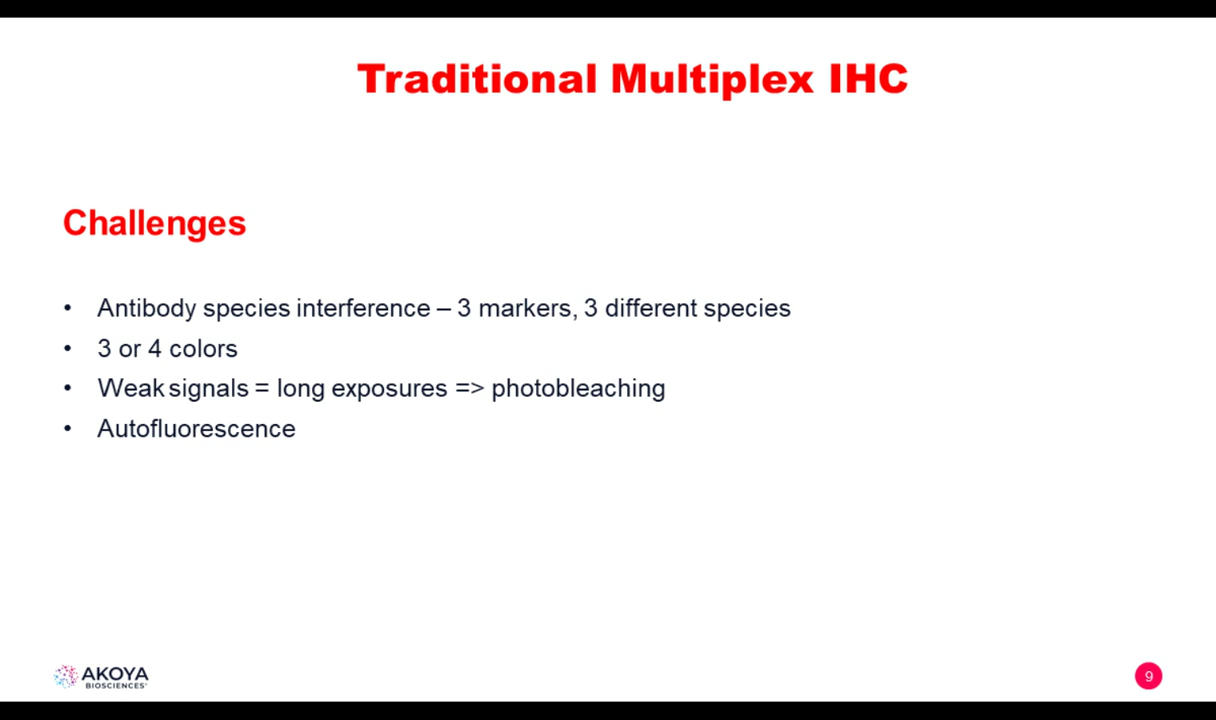 Traditional Multiplex IHC
Challenges
• Antibody species interference – 3 markers, 3 different species
• 3 or 4 colors
• Weak signals = long exposures => photobleaching
• Autofluorescence
AKOYA
BIOSCIENCES®
9